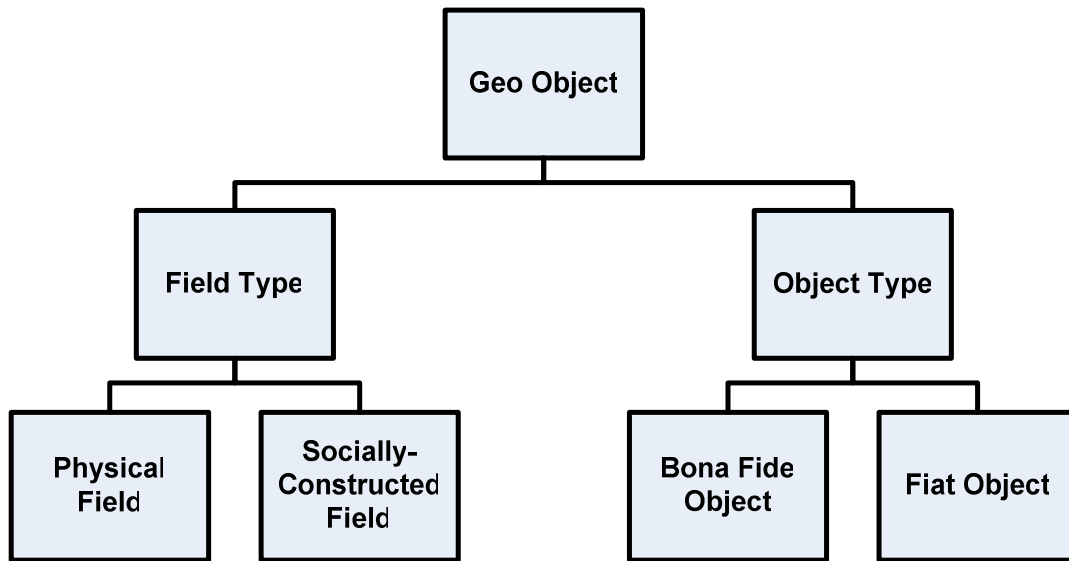 Geo Object
Field Type
Object Type
Physical
Field
Socially-
Constructed
Field
Bona Fide
Object
Fiat Object